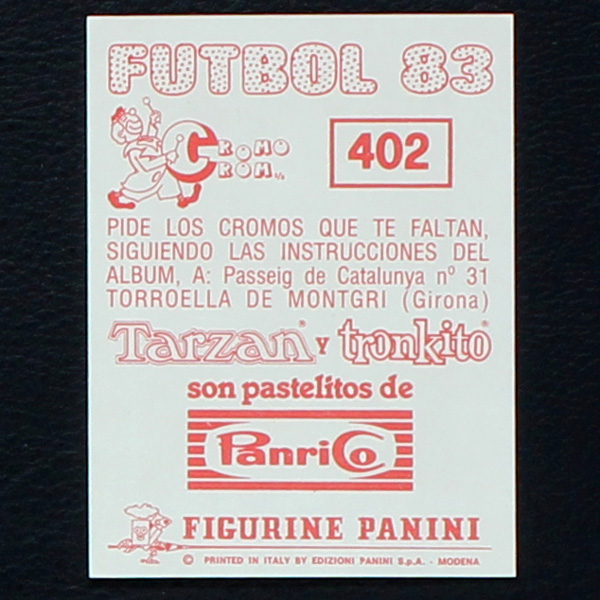 FUTBOL 83
CROMO CROM S/A
402
PIDE LOS CROMOS QUE TE FALTAN,
SIGUIENDO LAS INSTRUCCIONES DEL
ALBUM, A: Passeig de Catalunya nº 31
TORROELLA DE MONTGRI (Girona)
Tarzan® Y tronkito®
son pastelitos de
PanriCo
FIGURINE PANINI
© PRINTED IN ITALY BY EDIZIONI PANINI S.p.A. - MODENA